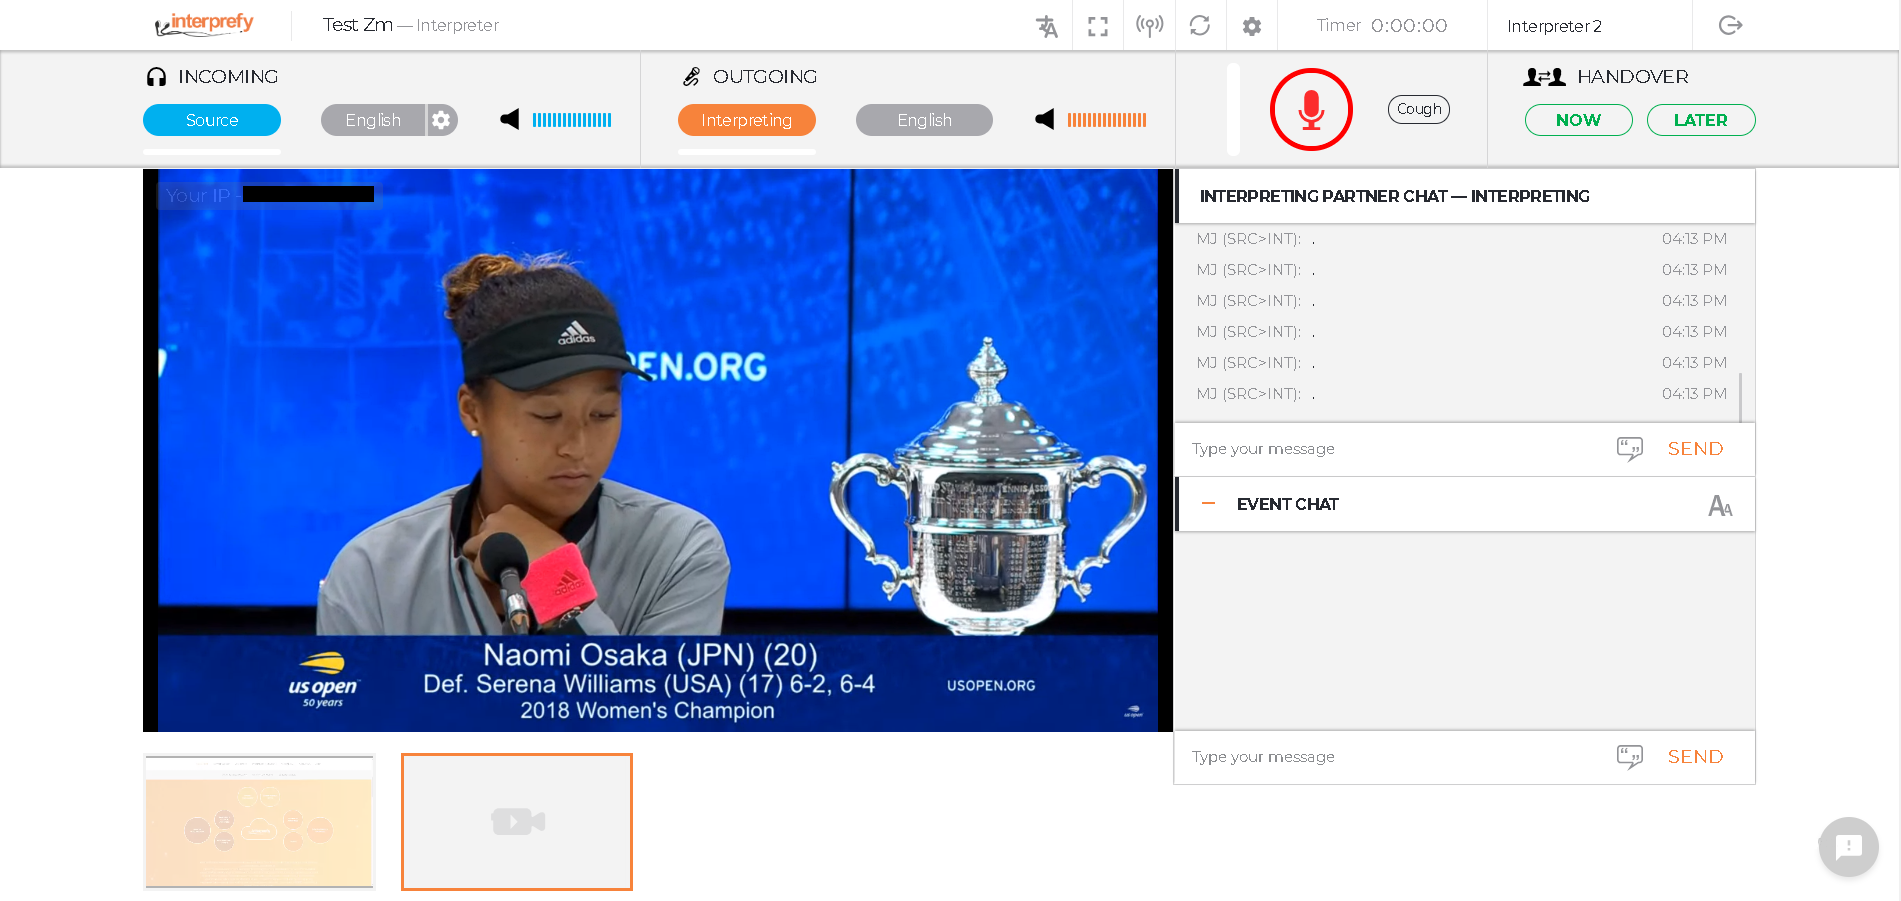 interprefy
Test Zm — Interpreter
Timer 0:00:00
Interpreter 2
INCOMING
Source
English
OUTGOING
Interpreting
English
Cough
HANDOVER
NOW
LATER
Your IP -
PEN.ORG
adidas
adidas
Naomi Osaka (JPN) (20)
Def. Serena Williams (USA) (17) 6-2, 6-4
2018 Women's Champion
us open
50 years
USOPEN.ORG
us open
INTERPRETING PARTNER CHAT — INTERPRETING
MJ (SRC>INT): . 04:13 PM
MJ (SRC>INT): . 04:13 PM
MJ (SRC>INT): . 04:13 PM
MJ (SRC>INT): . 04:13 PM
MJ (SRC>INT): . 04:13 PM
MJ (SRC>INT): . 04:13 PM
Type your message
SEND
EVENT CHAT
Type your message
SEND